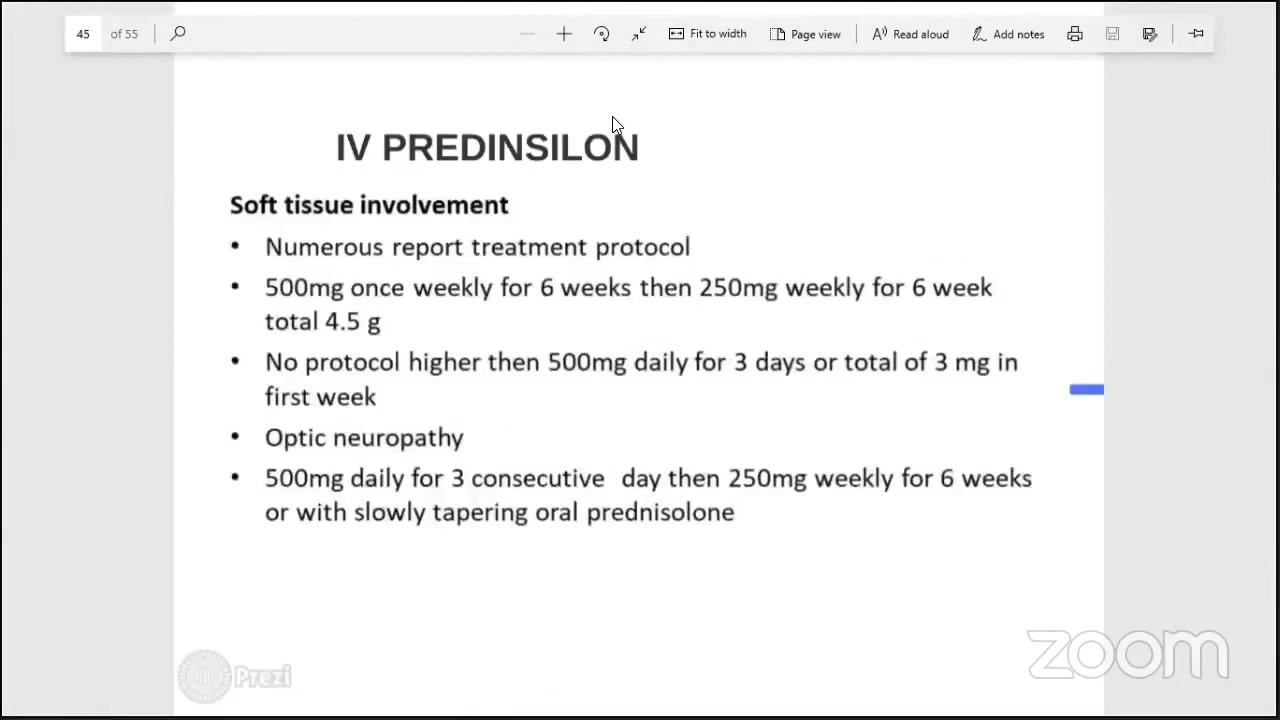 45 of 55 Fit to width Page view Read aloud Add notes
IV PREDINSILON
Soft tissue involvement
• Numerous report treatment protocol
• 500mg once weekly for 6 weeks then 250mg weekly for 6 week
total 4.5 g
• No protocol higher then 500mg daily for 3 days or total of 3 mg in
first week
• Optic neuropathy
• 500mg daily for 3 consecutive day then 250mg weekly for 6 weeks
or with slowly tapering oral prednisolone
Prezi
zoom